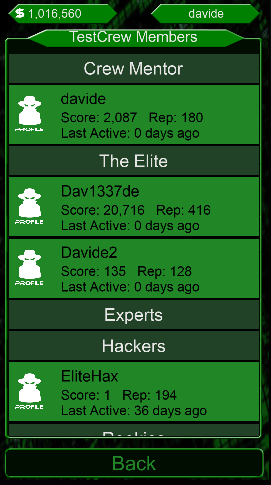 $ 1,016,560
davide
TestCrew Members
Crew Mentor
davide
Score: 2,087 Rep: 180
Last Active: 0 days ago
PROFILE
The Elite
Dav1337de
Score: 20,716 Rep: 416
Last Active: 0 days ago
PROFILE
Davide2
Score: 135 Rep: 128
Last Active: 0 days ago
PROFILE
Experts
Hackers
EliteHax
Score: 1 Rep: 194
Last Active: 36 days ago
PROFILE
Back